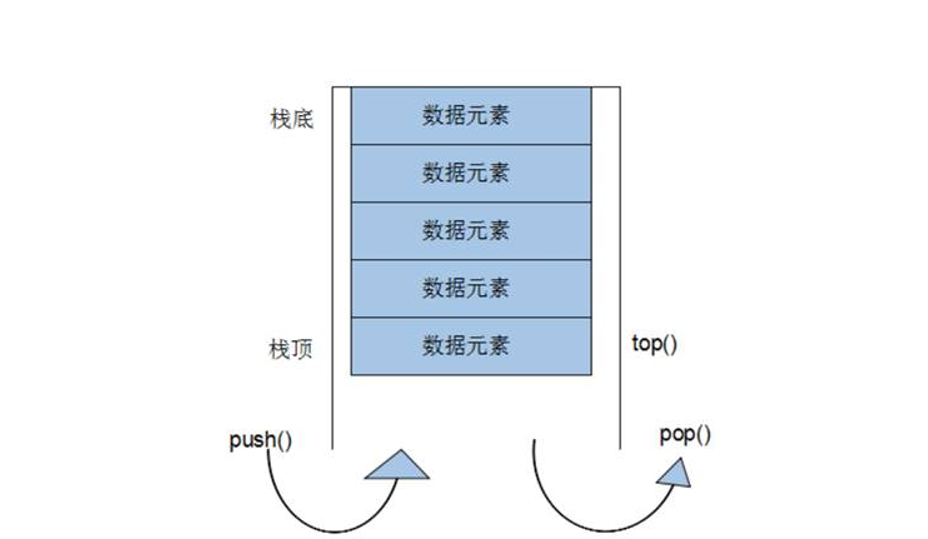 栈底
数据元素
数据元素
数据元素
数据元素
栈顶
数据元素
top()
push()
pop()